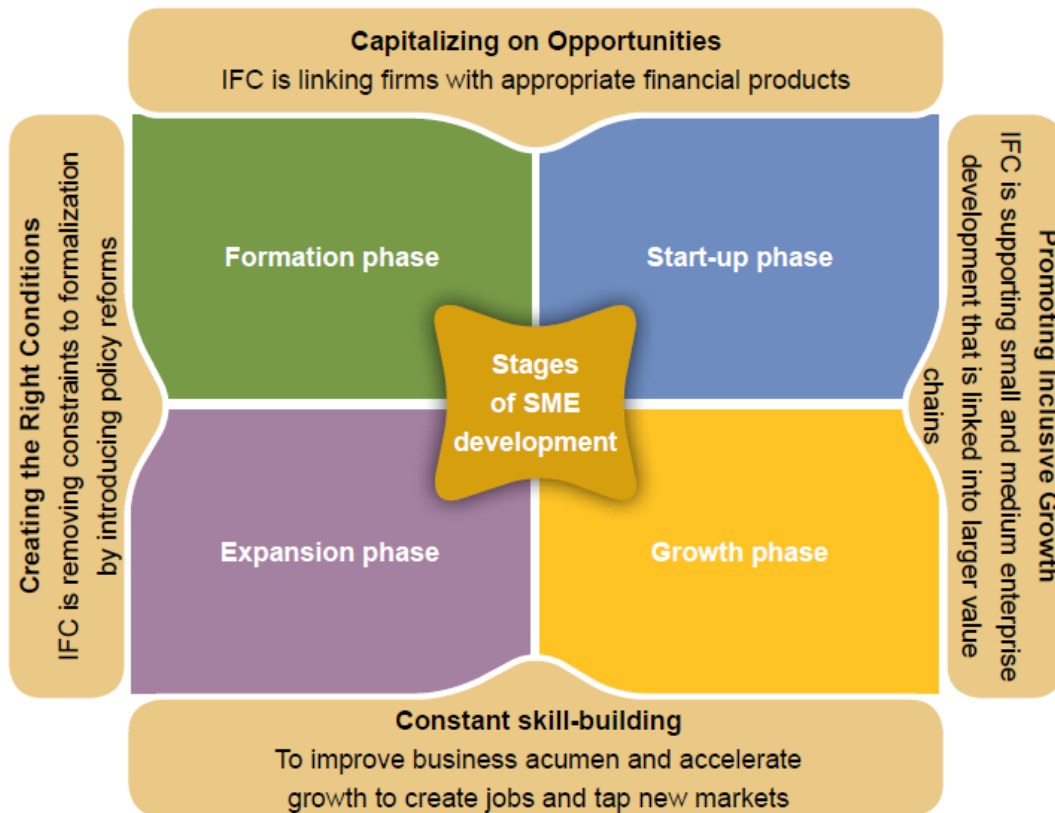 Capitalizing on Opportunities
IFC is linking firms with appropriate financial products
Creating the Right Conditions
IFC is removing constraints to formalization
by introducing policy reforms
Formation phase
Start-up phase
Stages
of SME
development
Expansion phase
Growth phase
Promoting Inclusive Growth
IFC is supporting small and medium enterprise
development that is linked into larger value
chains
Constant skill-building
To improve business acumen and accelerate
growth to create jobs and tap new markets